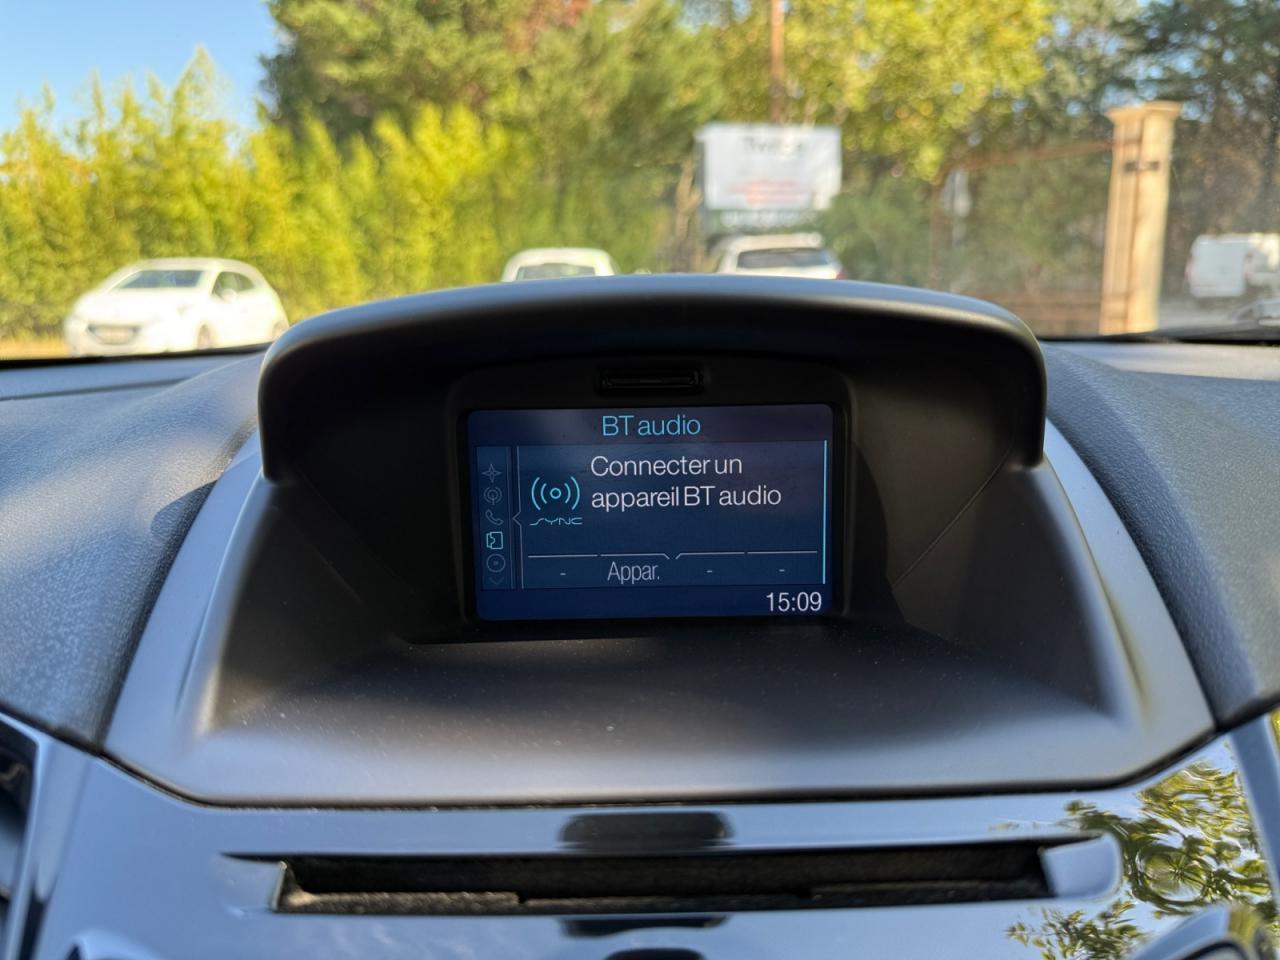 BT audio
Connecter un
appareil BT audio
SYNC
- Appar. - -
15:09